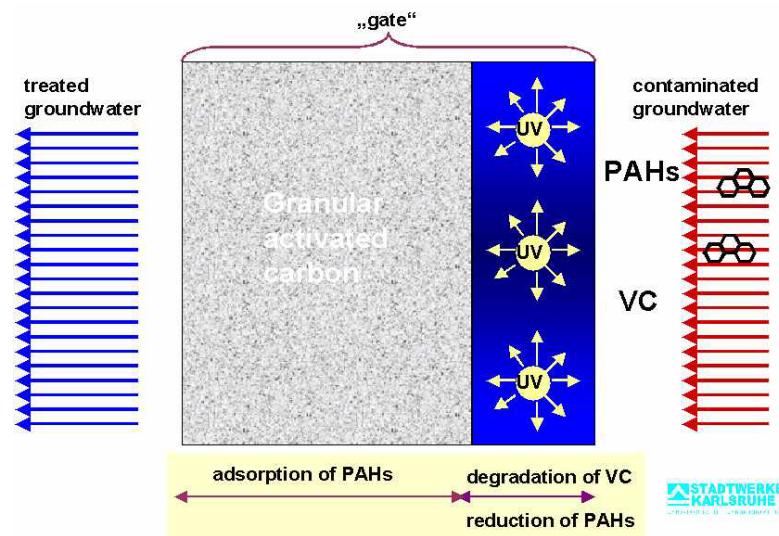 „gate“
treated
groundwater
contaminated
groundwater
UV
PAHs
Granular
activated
carbon
UV
VC
UV
adsorption of PAHs
degradation of VC
reduction of PAHs
STADTWERKE
KARLSRUHE